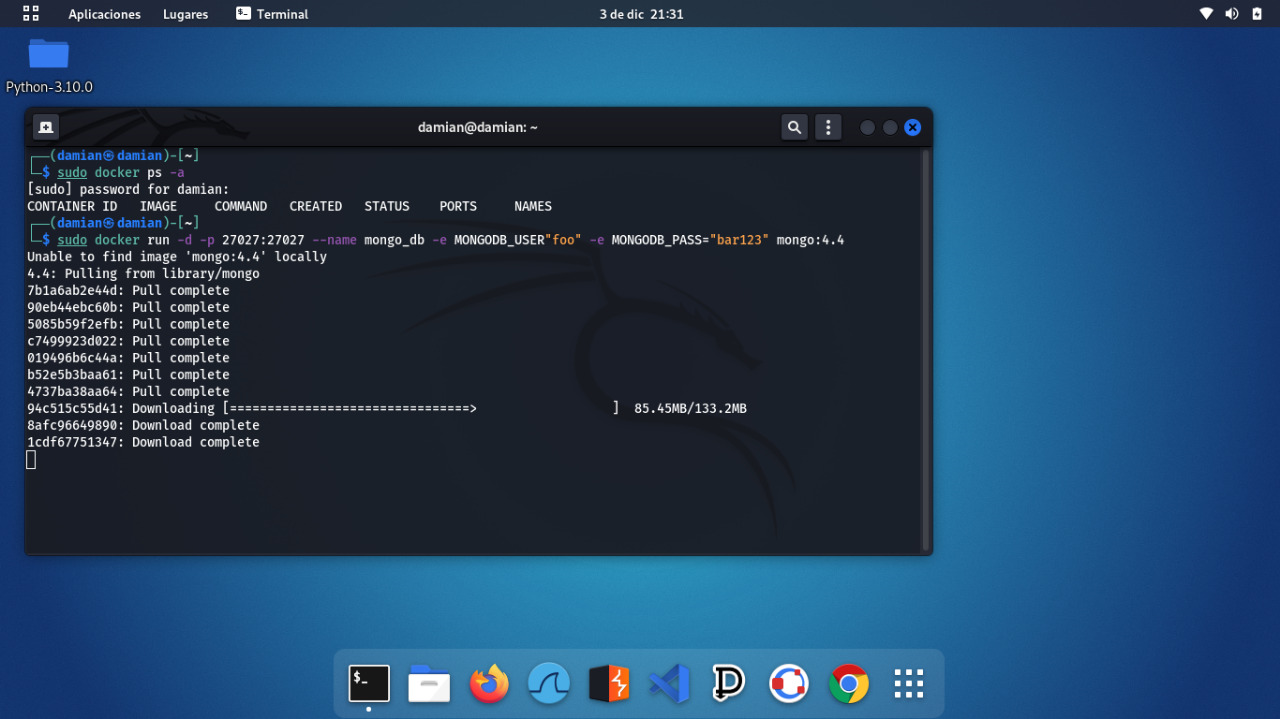 Aplicaciones Lugares Terminal 3 de dic 21:31
Python-3.10.0
damian@damian: ~
┌──(damian㉿damian)-[~]
└─$ sudo docker ps -a
[sudo] password for damian:
CONTAINER ID   IMAGE     COMMAND   CREATED   STATUS    PORTS     NAMES
┌──(damian㉿damian)-[~]
└─$ sudo docker run -d -p 27027:27027 --name mongo_db -e MONGODB_USER"foo" -e MONGODB_PASS="bar123" mongo:4.4
Unable to find image 'mongo:4.4' locally
4.4: Pulling from library/mongo
7b1a6ab2e44d: Pull complete
90eb44ebc60b: Pull complete
5085b59f2efb: Pull complete
c7499923d022: Pull complete
019496b6c44a: Pull complete
b52e5b3baa61: Pull complete
4737ba38aa64: Pull complete
94c515c55d41: Downloading [================================>                  ]  85.45MB/133.2MB
8afc96649890: Download complete
1cdf67751347: Download complete
$_